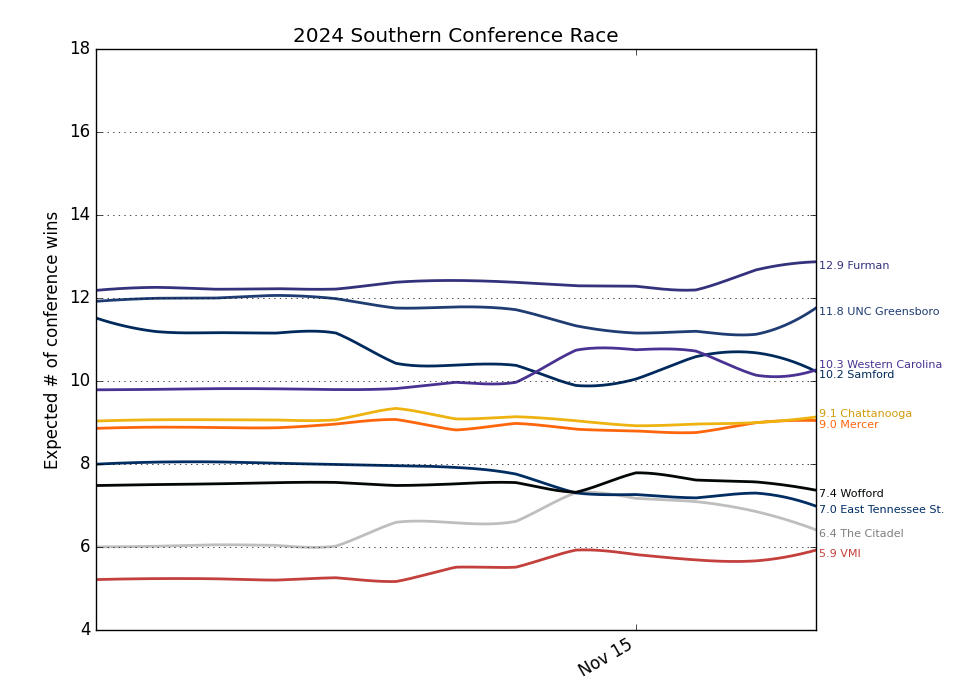 2024 Southern Conference Race
Expected # of conference wins
18
16
14
12
10
8
6
4
Nov 15
12.9 Furman
11.8 UNC Greensboro
10.3 Western Carolina
10.2 Samford
9.1 Chattanooga
9.0 Mercer
7.4 Wofford
7.0 East Tennessee St.
6.4 The Citadel
5.9 VMI